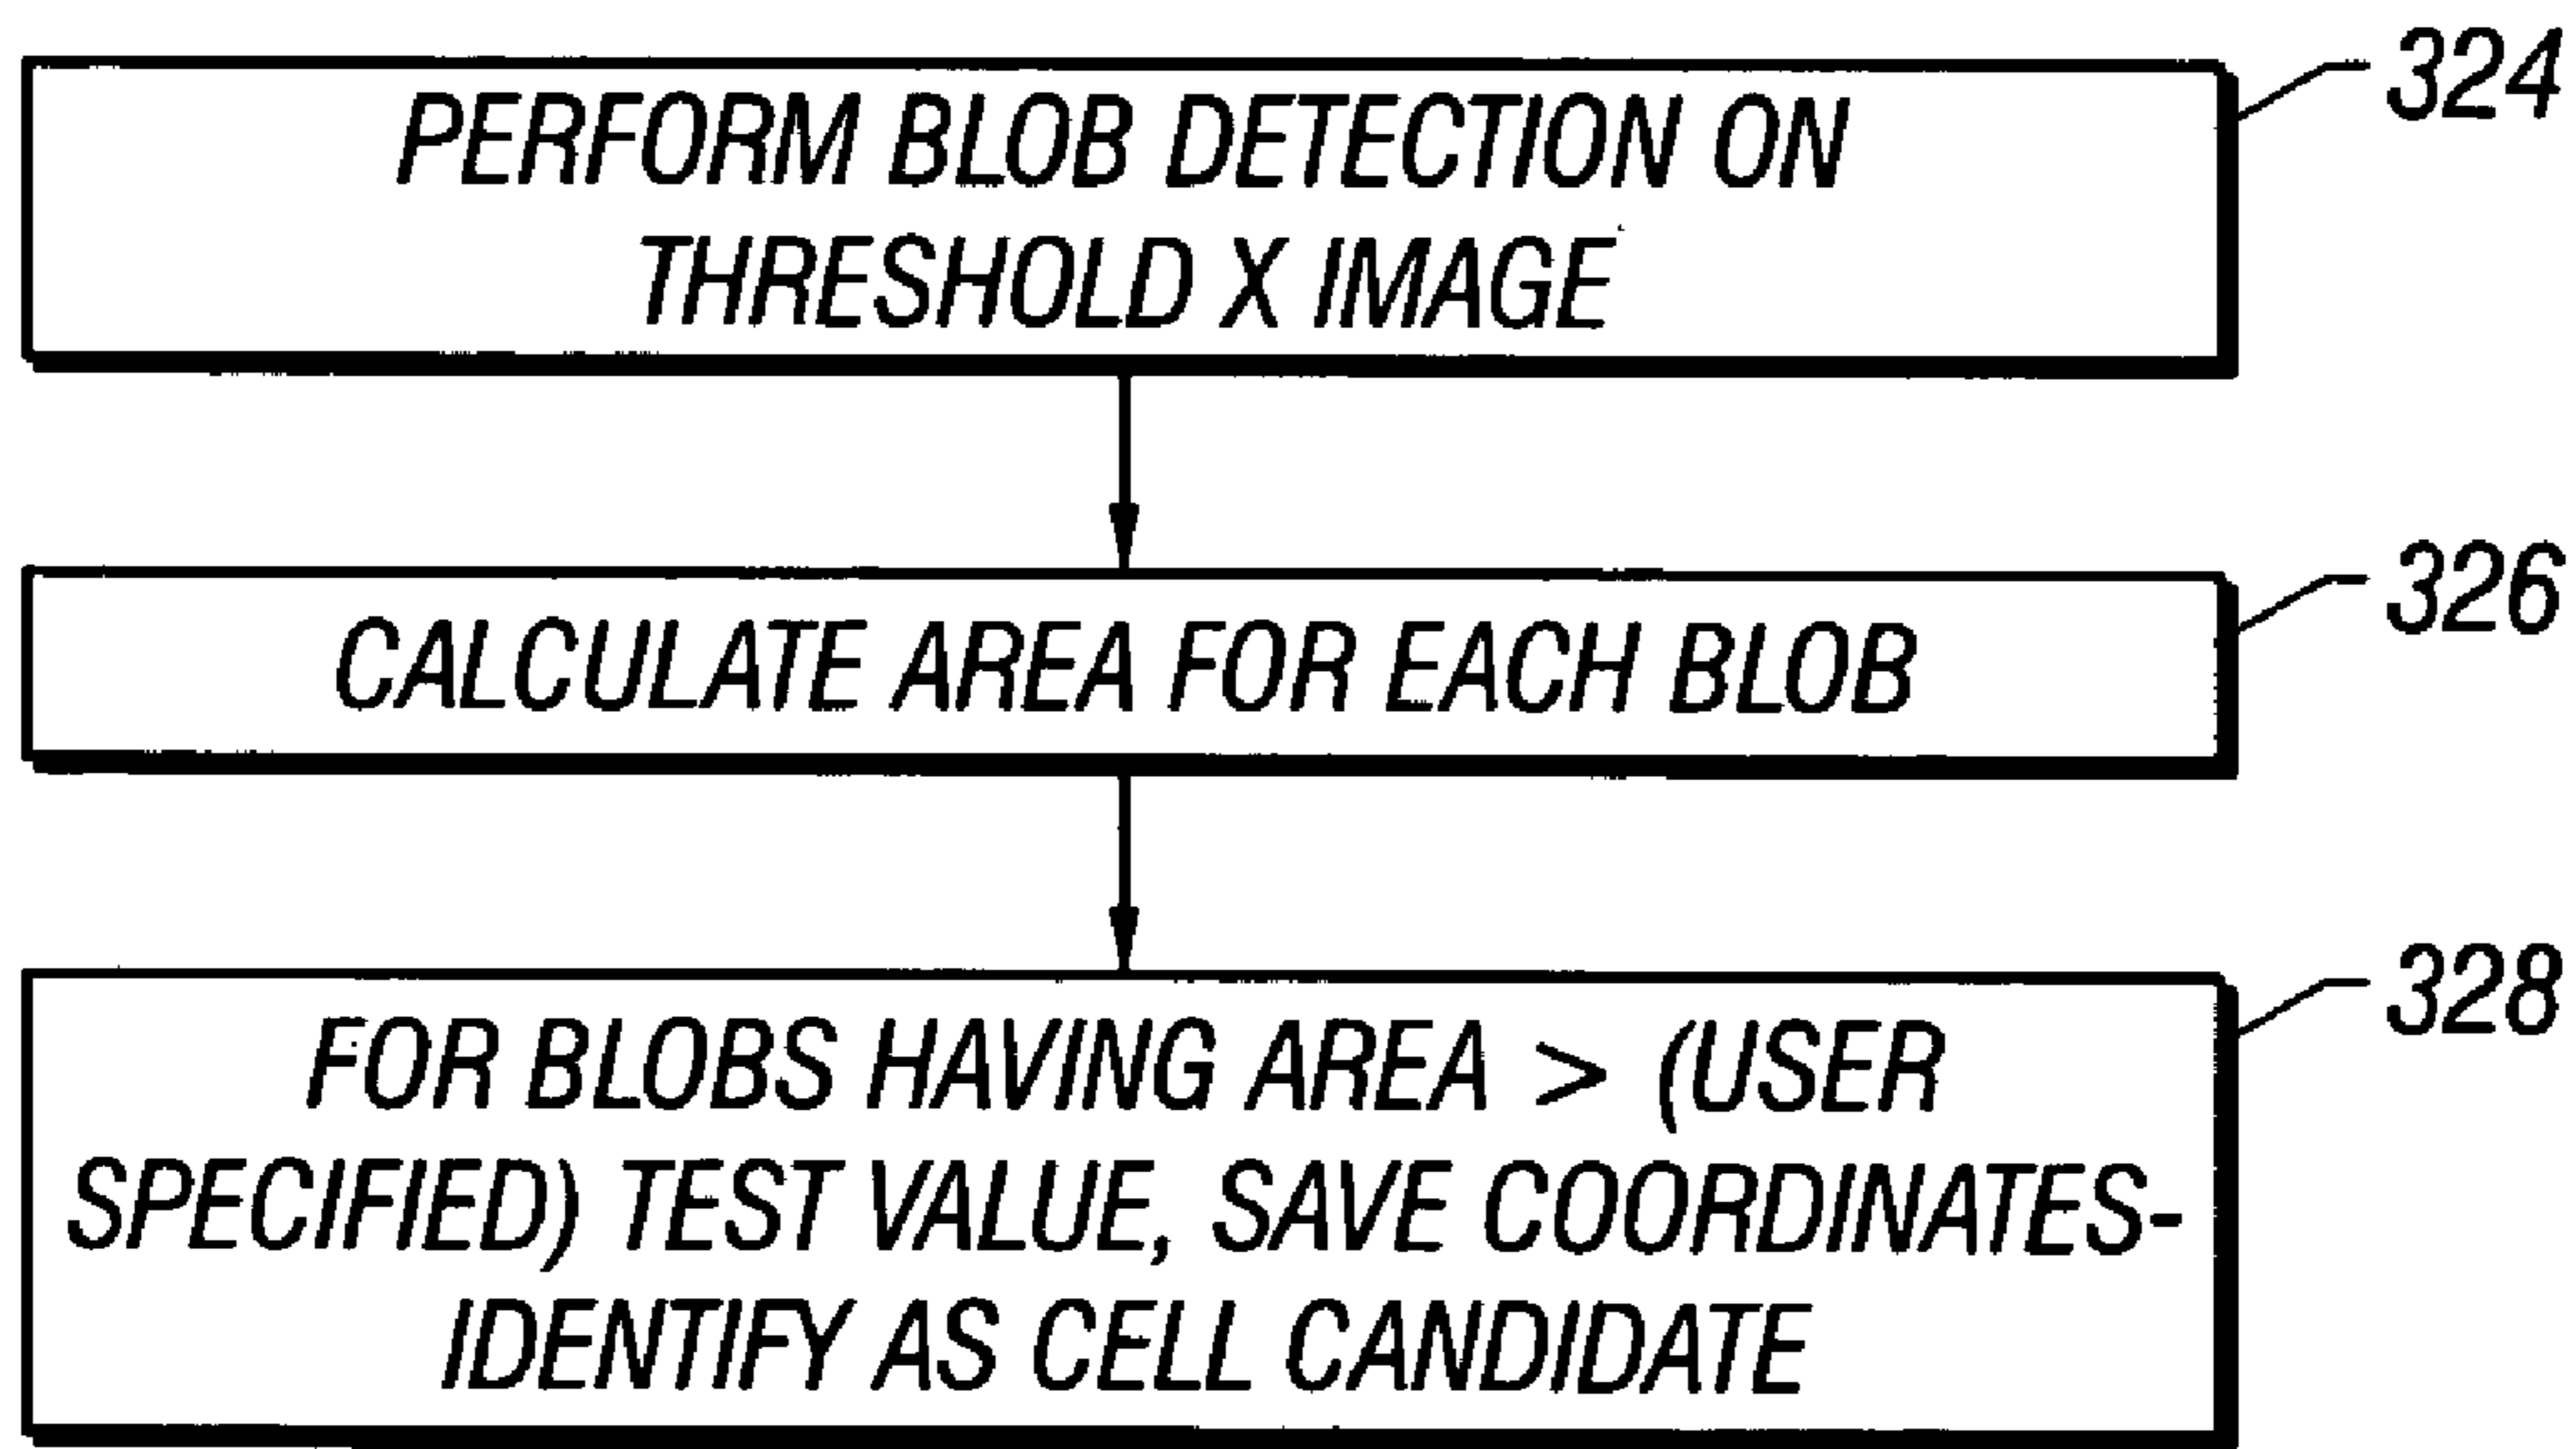 324
PERFORM BLOB DETECTION ON
THRESHOLD X IMAGE
326
CALCULATE AREA FOR EACH BLOB
328
FOR BLOBS HAVING AREA > (USER
SPECIFIED) TEST VALUE, SAVE COORDINATES-
IDENTIFY AS CELL CANDIDATE